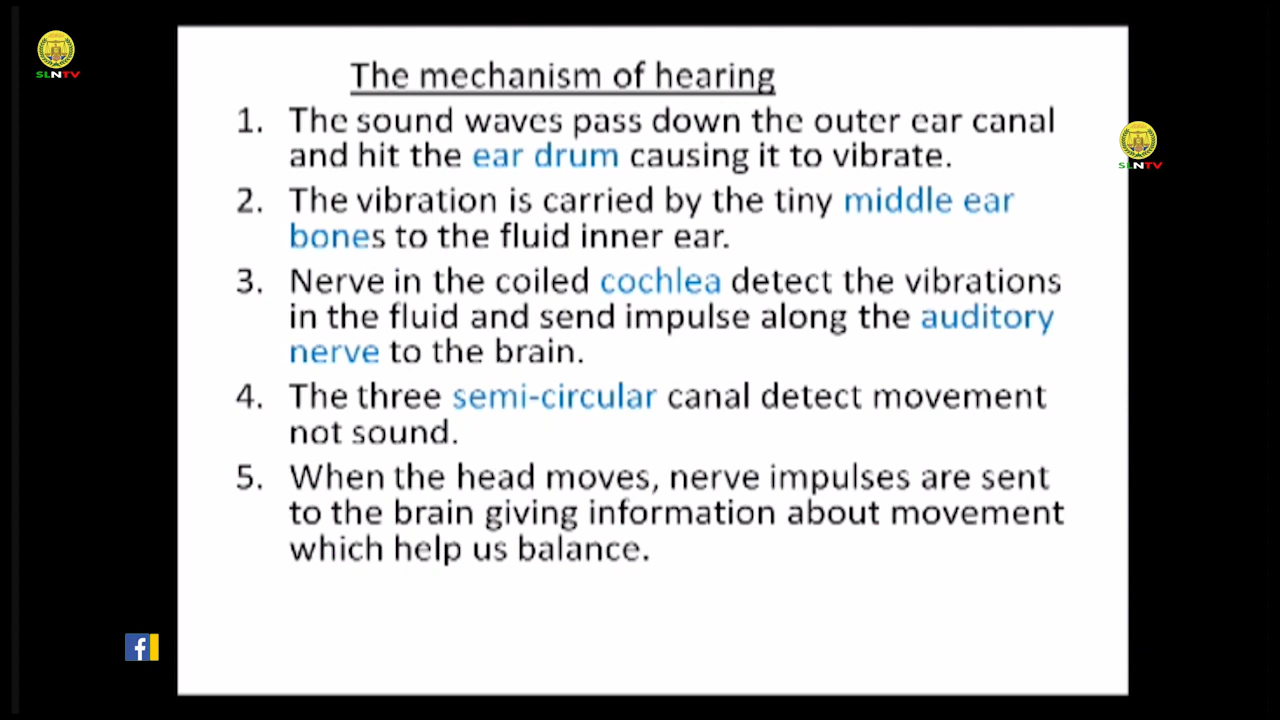 SLNTV
The mechanism of hearing
1. The sound waves pass down the outer ear canal
and hit the ear drum causing it to vibrate.
SLNTV
2. The vibration is carried by the tiny middle ear
bones to the fluid inner ear.
3. Nerve in the coiled cochlea detect the vibrations
in the fluid and send impulse along the auditory
nerve to the brain.
4. The three semi-circular canal detect movement
not sound.
5. When the head moves, nerve impulses are sent
to the brain giving information about movement
which help us balance.
f